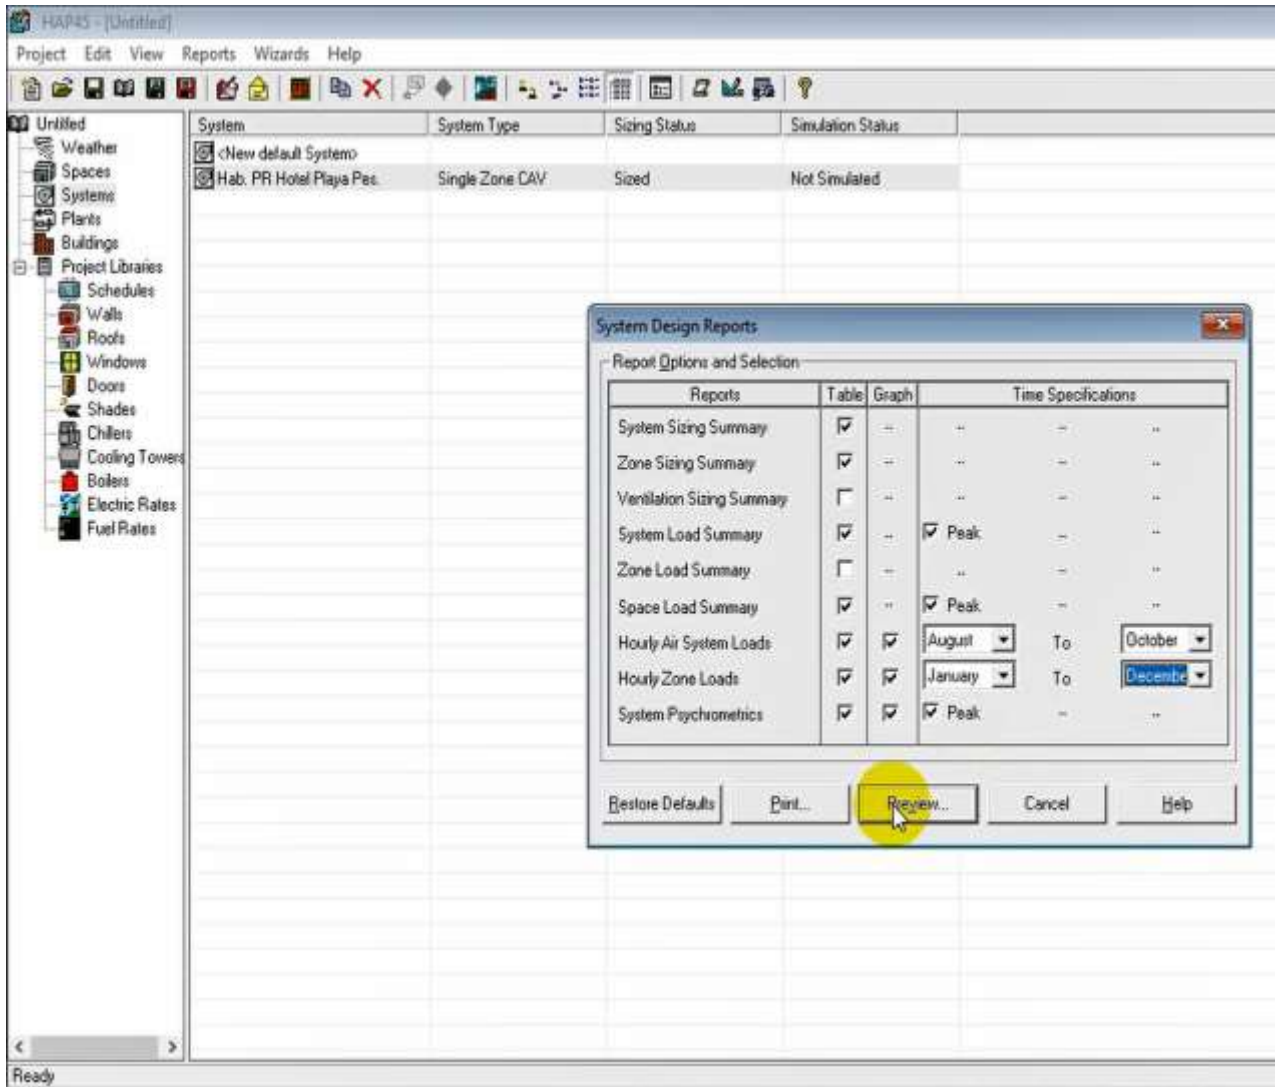 HAP45 - [Untitled]
Project Edit View Reports Wizards Help
Untitled
Weather
Spaces
Systems
Plants
Buildings
Project Libraries
Schedules
Walls
Roofs
Windows
Doors
Shades
Chillers
Cooling Towers
Boilers
Electric Rates
Fuel Rates
System System Type Sizing Status Simulation Status
<New default System>
Hab. PR Hotel Playa Pes. Single Zone CAV Sized Not Simulated
System Design Reports
Report Options and Selection
Reports Table Graph Time Specifications
System Sizing Summary
Zone Sizing Summary
Ventilation Sizing Summary
System Load Summary Peak
Zone Load Summary
Space Load Summary Peak
Hourly Air System Loads August To October
Hourly Zone Loads January To Decembe
System Psychrometrics Peak
Restore Defaults Print... Preview... Cancel Help
Ready